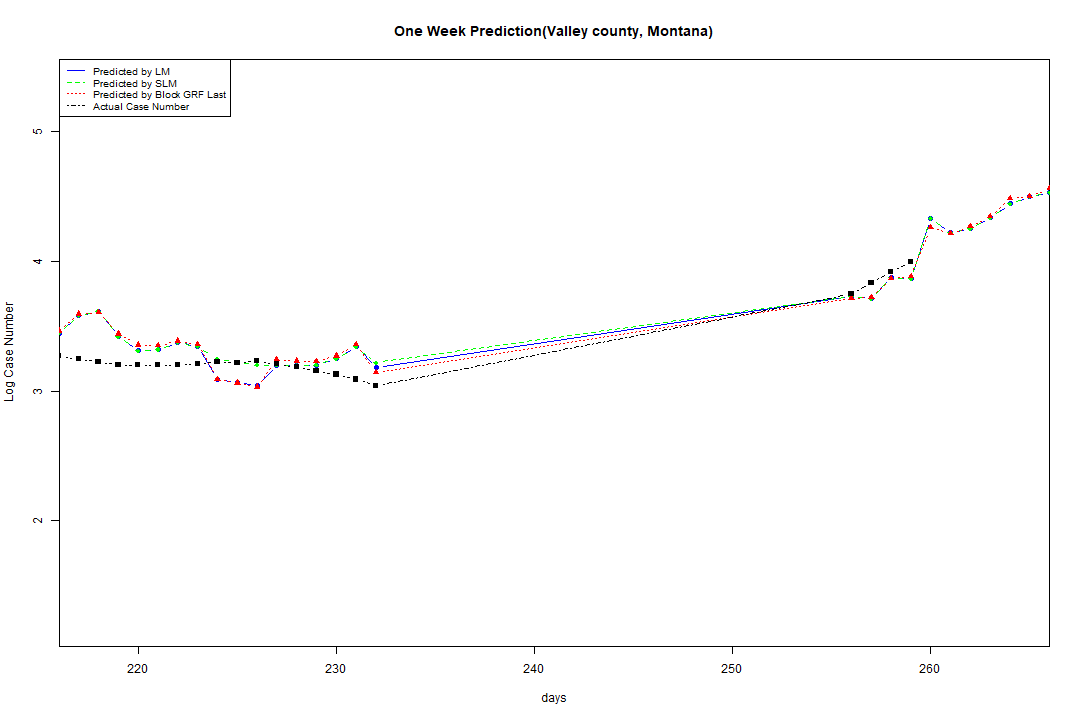 One Week Prediction(Valley county, Montana)
Predicted by LM
Predicted by SLM
Predicted by Block GRF Last
Actual Case Number
5
4
3
2
Log Case Number
220 230 240 250 260
days